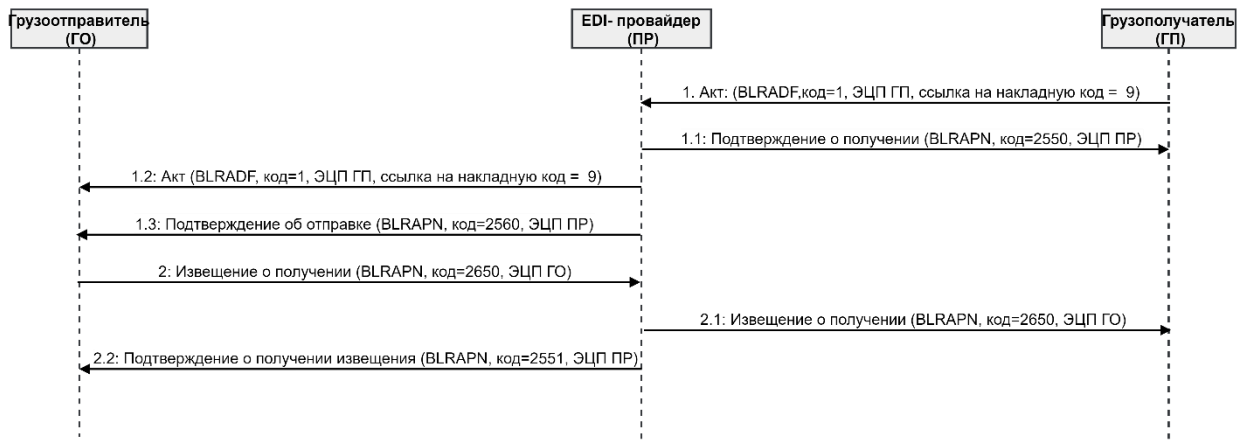 Грузоотправитель
(ГО)
EDI- провайдер
(ПР)
Грузополучатель
(ГП)
1. Акт: (BLRADF,код=1, ЭЦП ГП, ссылка на накладную код =  9)
1.1: Подтверждение о получении (BLRAPN, код=2550, ЭЦП ПР)
1.2: Акт (BLRADF, код=1, ЭЦП ГП, ссылка на накладную код =  9)
1.3: Подтверждение об отправке (BLRAPN, код=2560, ЭЦП ПР)
2: Извещение о получении (BLRAPN, код=2650, ЭЦП ГО)
2.1: Извещение о получении (BLRAPN, код=2650, ЭЦП ГО)
2.2: Подтверждение о получении извещения (BLRAPN, код=2551, ЭЦП ПР)